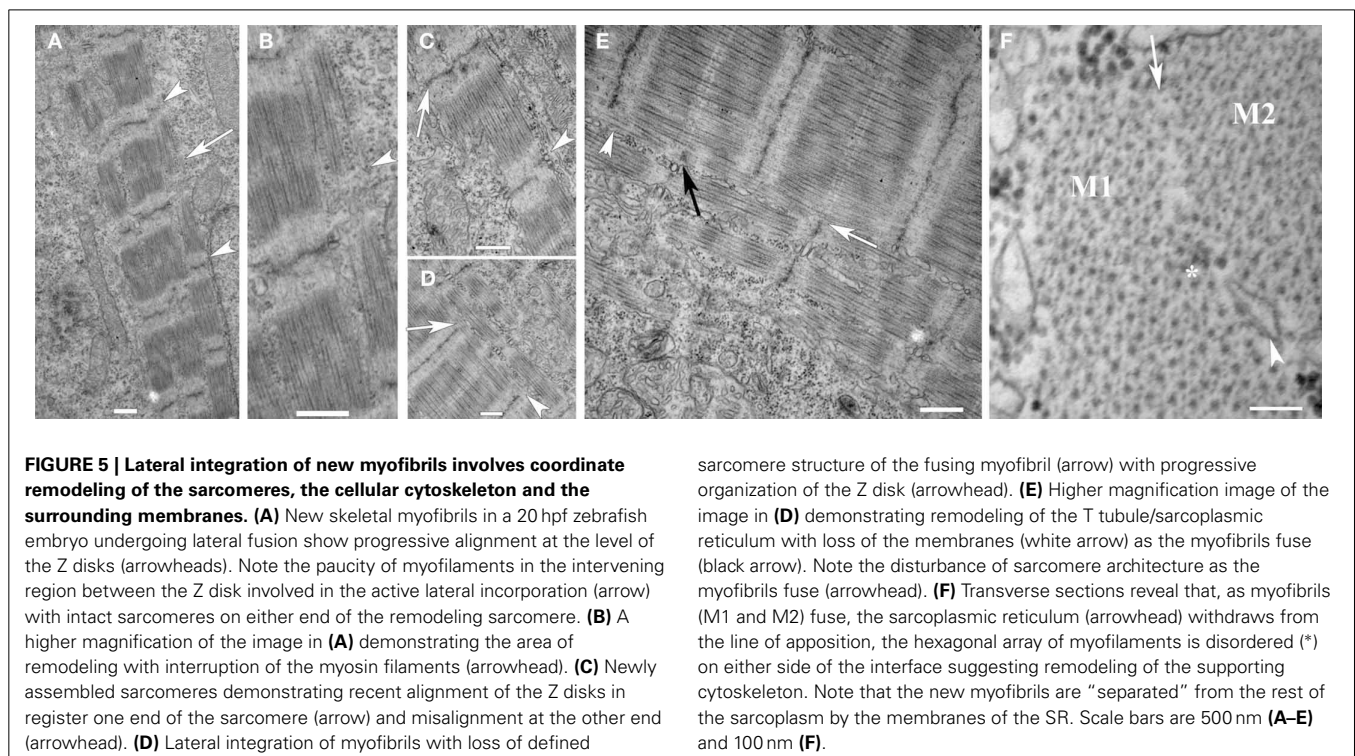 A
B
C
D
E
F
M1
M2
*
FIGURE 5 | Lateral integration of new myofibrils involves coordinate
remodeling of the sarcomeres, the cellular cytoskeleton and the
surrounding membranes. (A) New skeletal myofibrils in a 20 hpf zebrafish
embryo undergoing lateral fusion show progressive alignment at the level of
the Z disks (arrowheads). Note the paucity of myofilaments in the intervening
region between the Z disk involved in the active lateral incorporation (arrow)
with intact sarcomeres on either end of the remodeling sarcomere. (B) A
higher magnification of the image in (A) demonstrating the area of
remodeling with interruption of the myosin filaments (arrowhead). (C) Newly
assembled sarcomeres demonstrating recent alignment of the Z disks in
register one end of the sarcomere (arrow) and misalignment at the other end
(arrowhead). (D) Lateral integration of myofibrils with loss of defined
sarcomere structure of the fusing myofibril (arrow) with progressive
organization of the Z disk (arrowhead). (E) Higher magnification image of the
image in (D) demonstrating remodeling of the T tubule/sarcoplasmic
reticulum with loss of the membranes (white arrow) as the myofibrils fuse
(black arrow). Note the disturbance of sarcomere architecture as the
myofibrils fuse (arrowhead). (F) Transverse sections reveal that, as myofibrils
(M1 and M2) fuse, the sarcoplasmic reticulum (arrowhead) withdraws from
the line of apposition, the hexagonal array of myofilaments is disordered (*)
on either side of the interface suggesting remodeling of the supporting
cytoskeleton. Note that the new myofibrils are “separated” from the rest of
the sarcoplasm by the membranes of the SR. Scale bars are 500 nm (A–E)
and 100 nm (F).